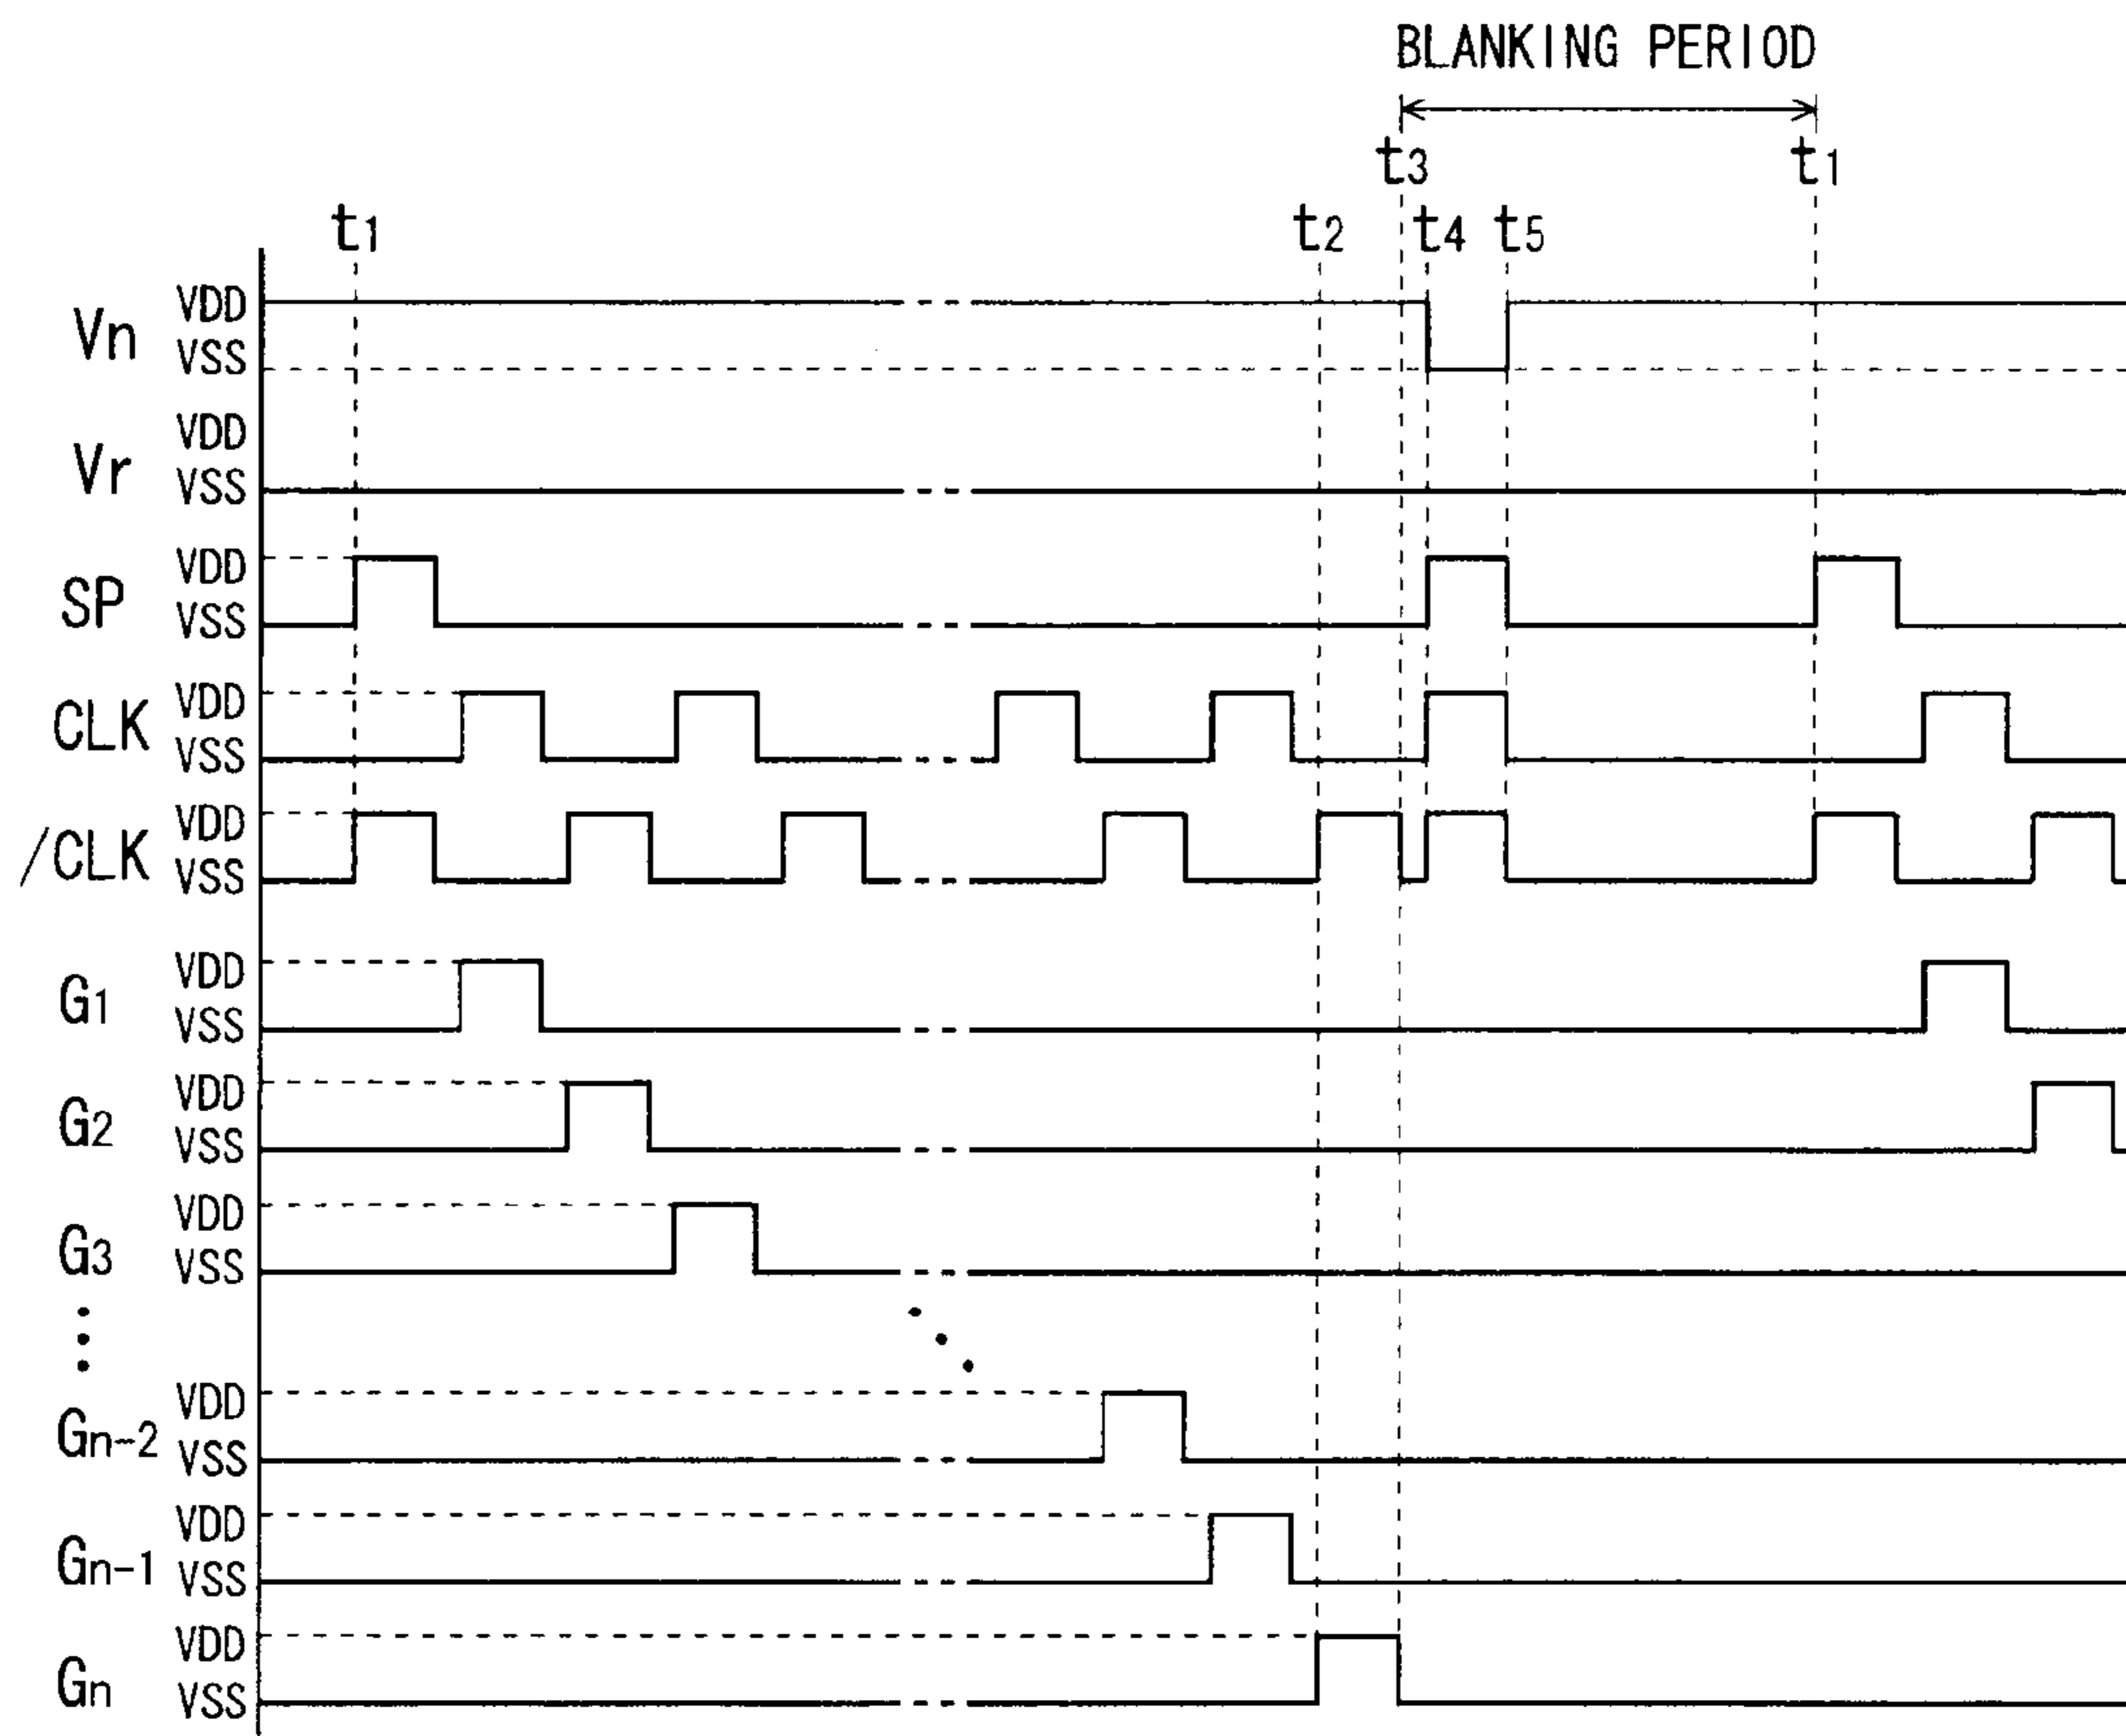 BLANKING PERIOD
t3 t1
t1 t2 t4 t5
Vn VDD
VSS
Vr VDD
VSS
SP VDD
VSS
CLK VDD
VSS
/CLK VDD
VSS
G1 VDD
VSS
G2 VDD
VSS
G3 VDD
VSS
Gn-2 VDD
VSS
Gn-1 VDD
VSS
Gn VDD
VSS